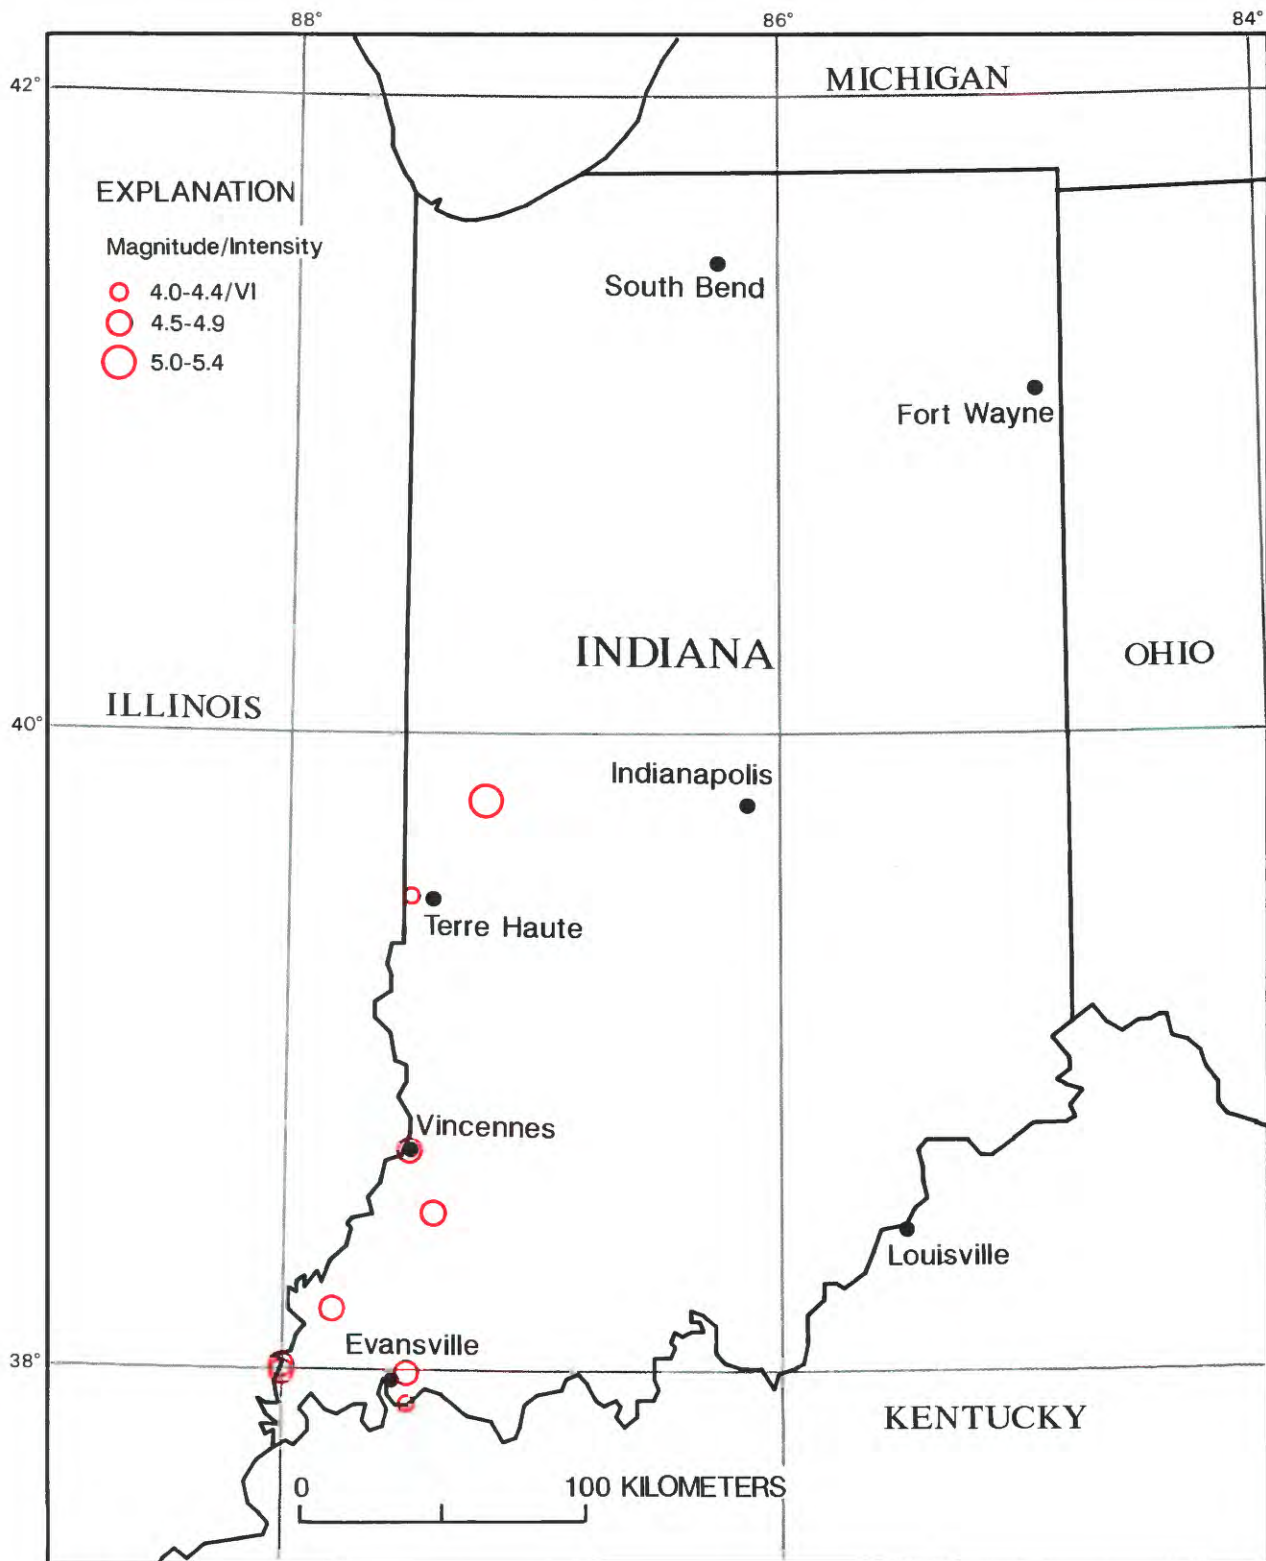 88° 86° 84°
42°
MICHIGAN
EXPLANATION
Magnitude/Intensity
4.0-4.4/VI
4.5-4.9
5.0-5.4
South Bend
Fort Wayne
INDIANA
OHIO
ILLINOIS
40°
Indianapolis
Terre Haute
Vincennes
Louisville
Evansville
38°
KENTUCKY
0 100 KILOMETERS